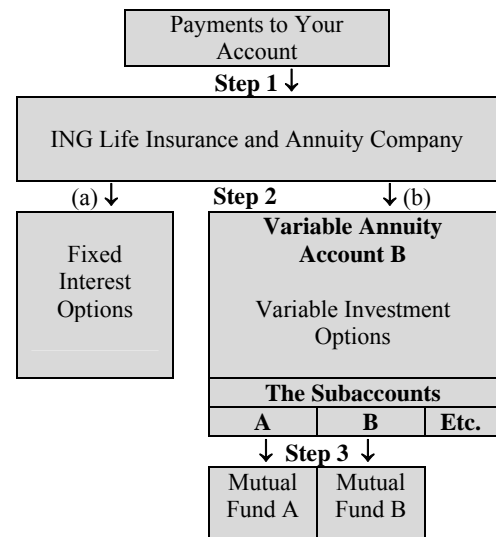 Payments to Your
Account
Step 1 ↓
ING Life Insurance and Annuity Company
(a) ↓ Step 2 ↓ (b)
Fixed
Interest
Options
Variable Annuity
Account B
Variable Investment
Options
The Subaccounts
A B Etc.
↓ Step 3 ↓
Mutual
Fund A
Mutual
Fund B